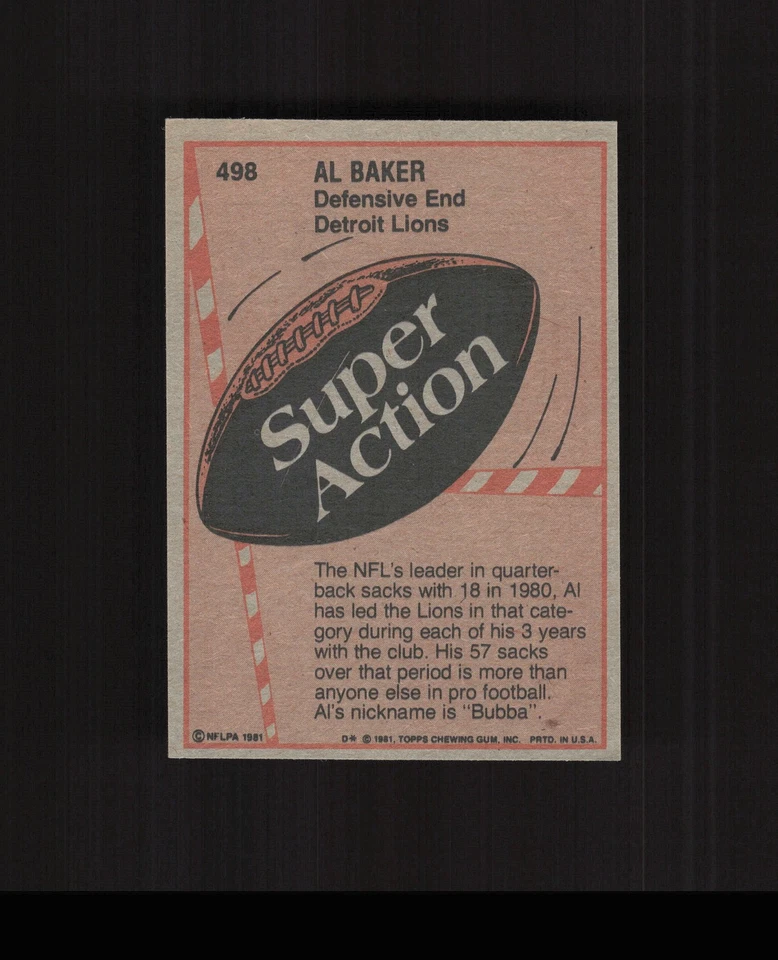 498
AL BAKER
Defensive End
Detroit Lions
Super
Action
The NFL's leader in quarter-
back sacks with 18 in 1980, Al
has led the Lions in that cate-
gory during each of his 3 years
with the club. His 57 sacks
over that period is more than
anyone else in pro football.
Al's nickname is "Bubba".
© NFLPA 1981
D* © 1981, TOPPS CHEWING GUM, INC. PRTD. IN U.S.A.